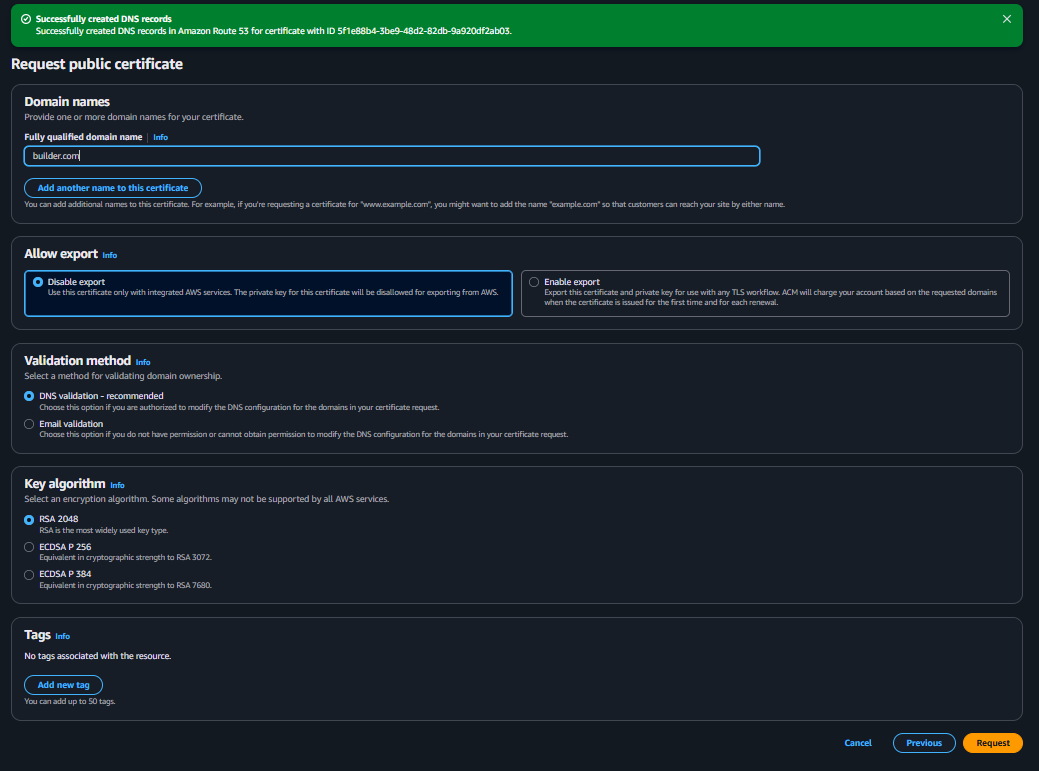 Successfully created DNS records
Successfully created DNS records in Amazon Route 53 for certificate with ID 5f1e88b4-3be9-48d2-82db-9a920df2ab03.
Request public certificate
Domain names
Provide one or more domain names for your certificate.
Fully qualified domain name Info
builder.com
Add another name to this certificate
You can add additional names to this certificate. For example, if you're requesting a certificate for "www.example.com", you might want to add the name "example.com" so that customers can reach your site by either name.
Allow export Info
Disable export
Use this certificate only with integrated AWS services. The private key for this certificate will be disallowed for exporting from AWS.
Enable export
Export this certificate and private key for use with any TLS workflow. ACM will charge your account based on the requested domains
when the certificate is issued for the first time and for each renewal.
Validation method Info
Select a method for validating domain ownership.
DNS validation - recommended
Choose this option if you are authorized to modify the DNS configuration for the domains in your certificate request.
Email validation
Choose this option if you do not have permission or cannot obtain permission to modify the DNS configuration for the domains in your certificate request.
Key algorithm Info
Select an encryption algorithm. Some algorithms may not be supported by all AWS services.
RSA 2048
RSA is the most widely used key type.
ECDSA P 256
Equivalent in cryptographic strength to RSA 3072.
ECDSA P 384
Equivalent in cryptographic strength to RSA 7680.
Tags Info
No tags associated with the resource.
Add new tag
You can add up to 50 tags.
Cancel Previous Request